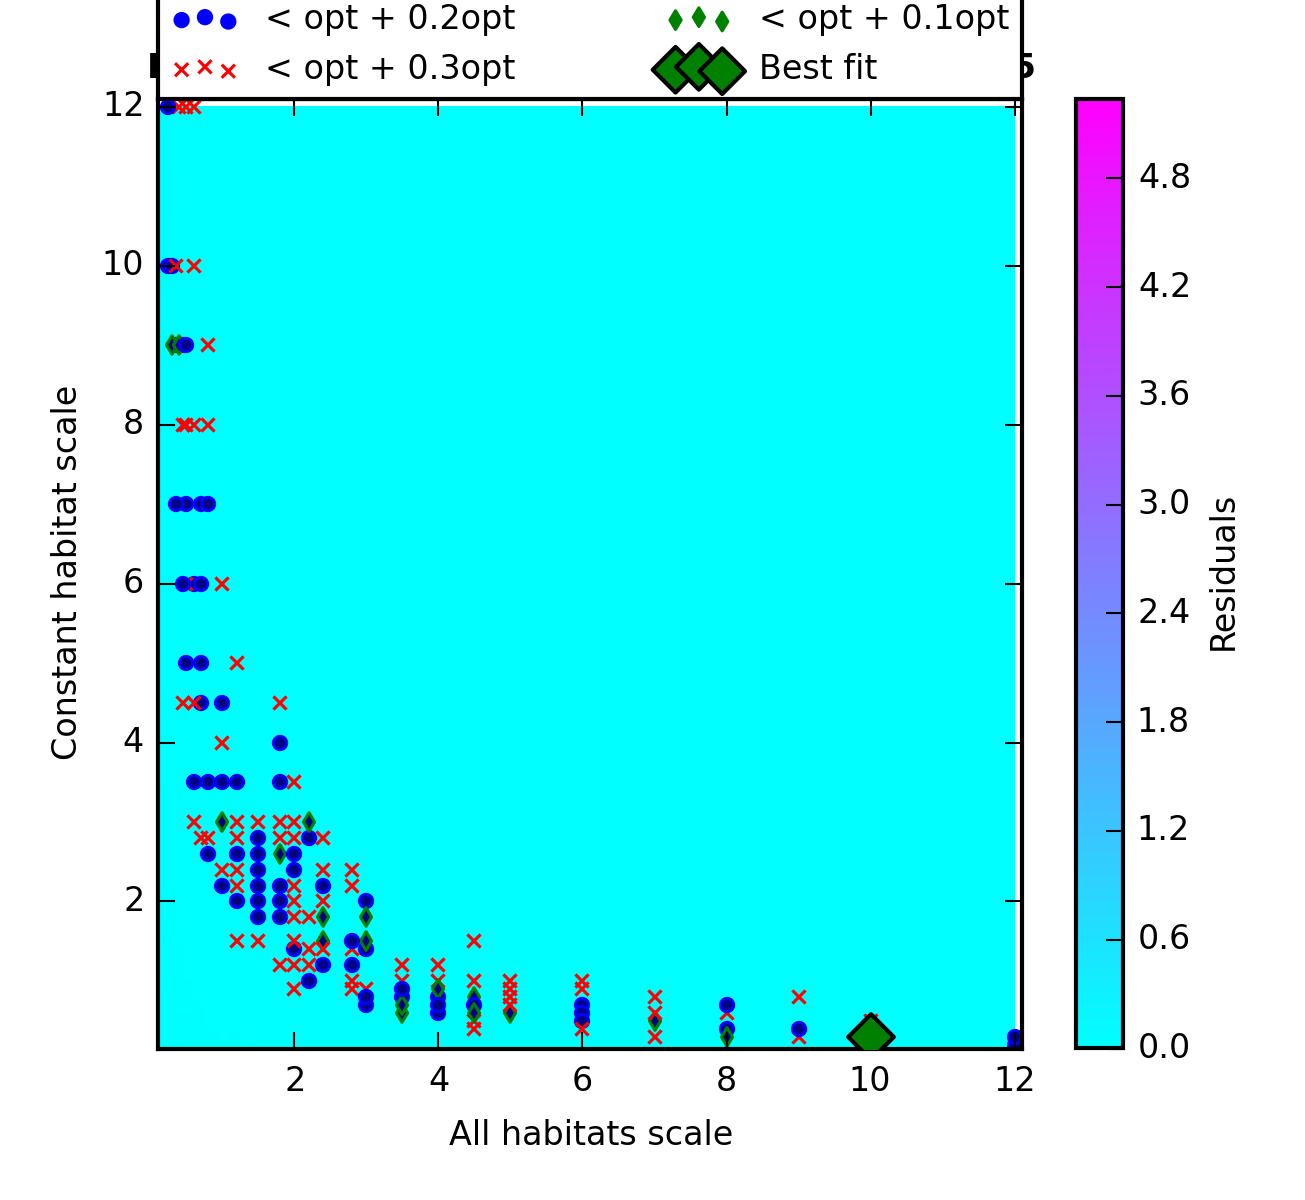 < opt + 0.2opt
< opt + 0.1opt
< opt + 0.3opt
Best fit
5
12
10
8
6
4
2
Constant habitat scale
2 4 6 8 10 12
All habitats scale
4.8
4.2
3.6
3.0
2.4
1.8
1.2
0.6
0.0
Residuals